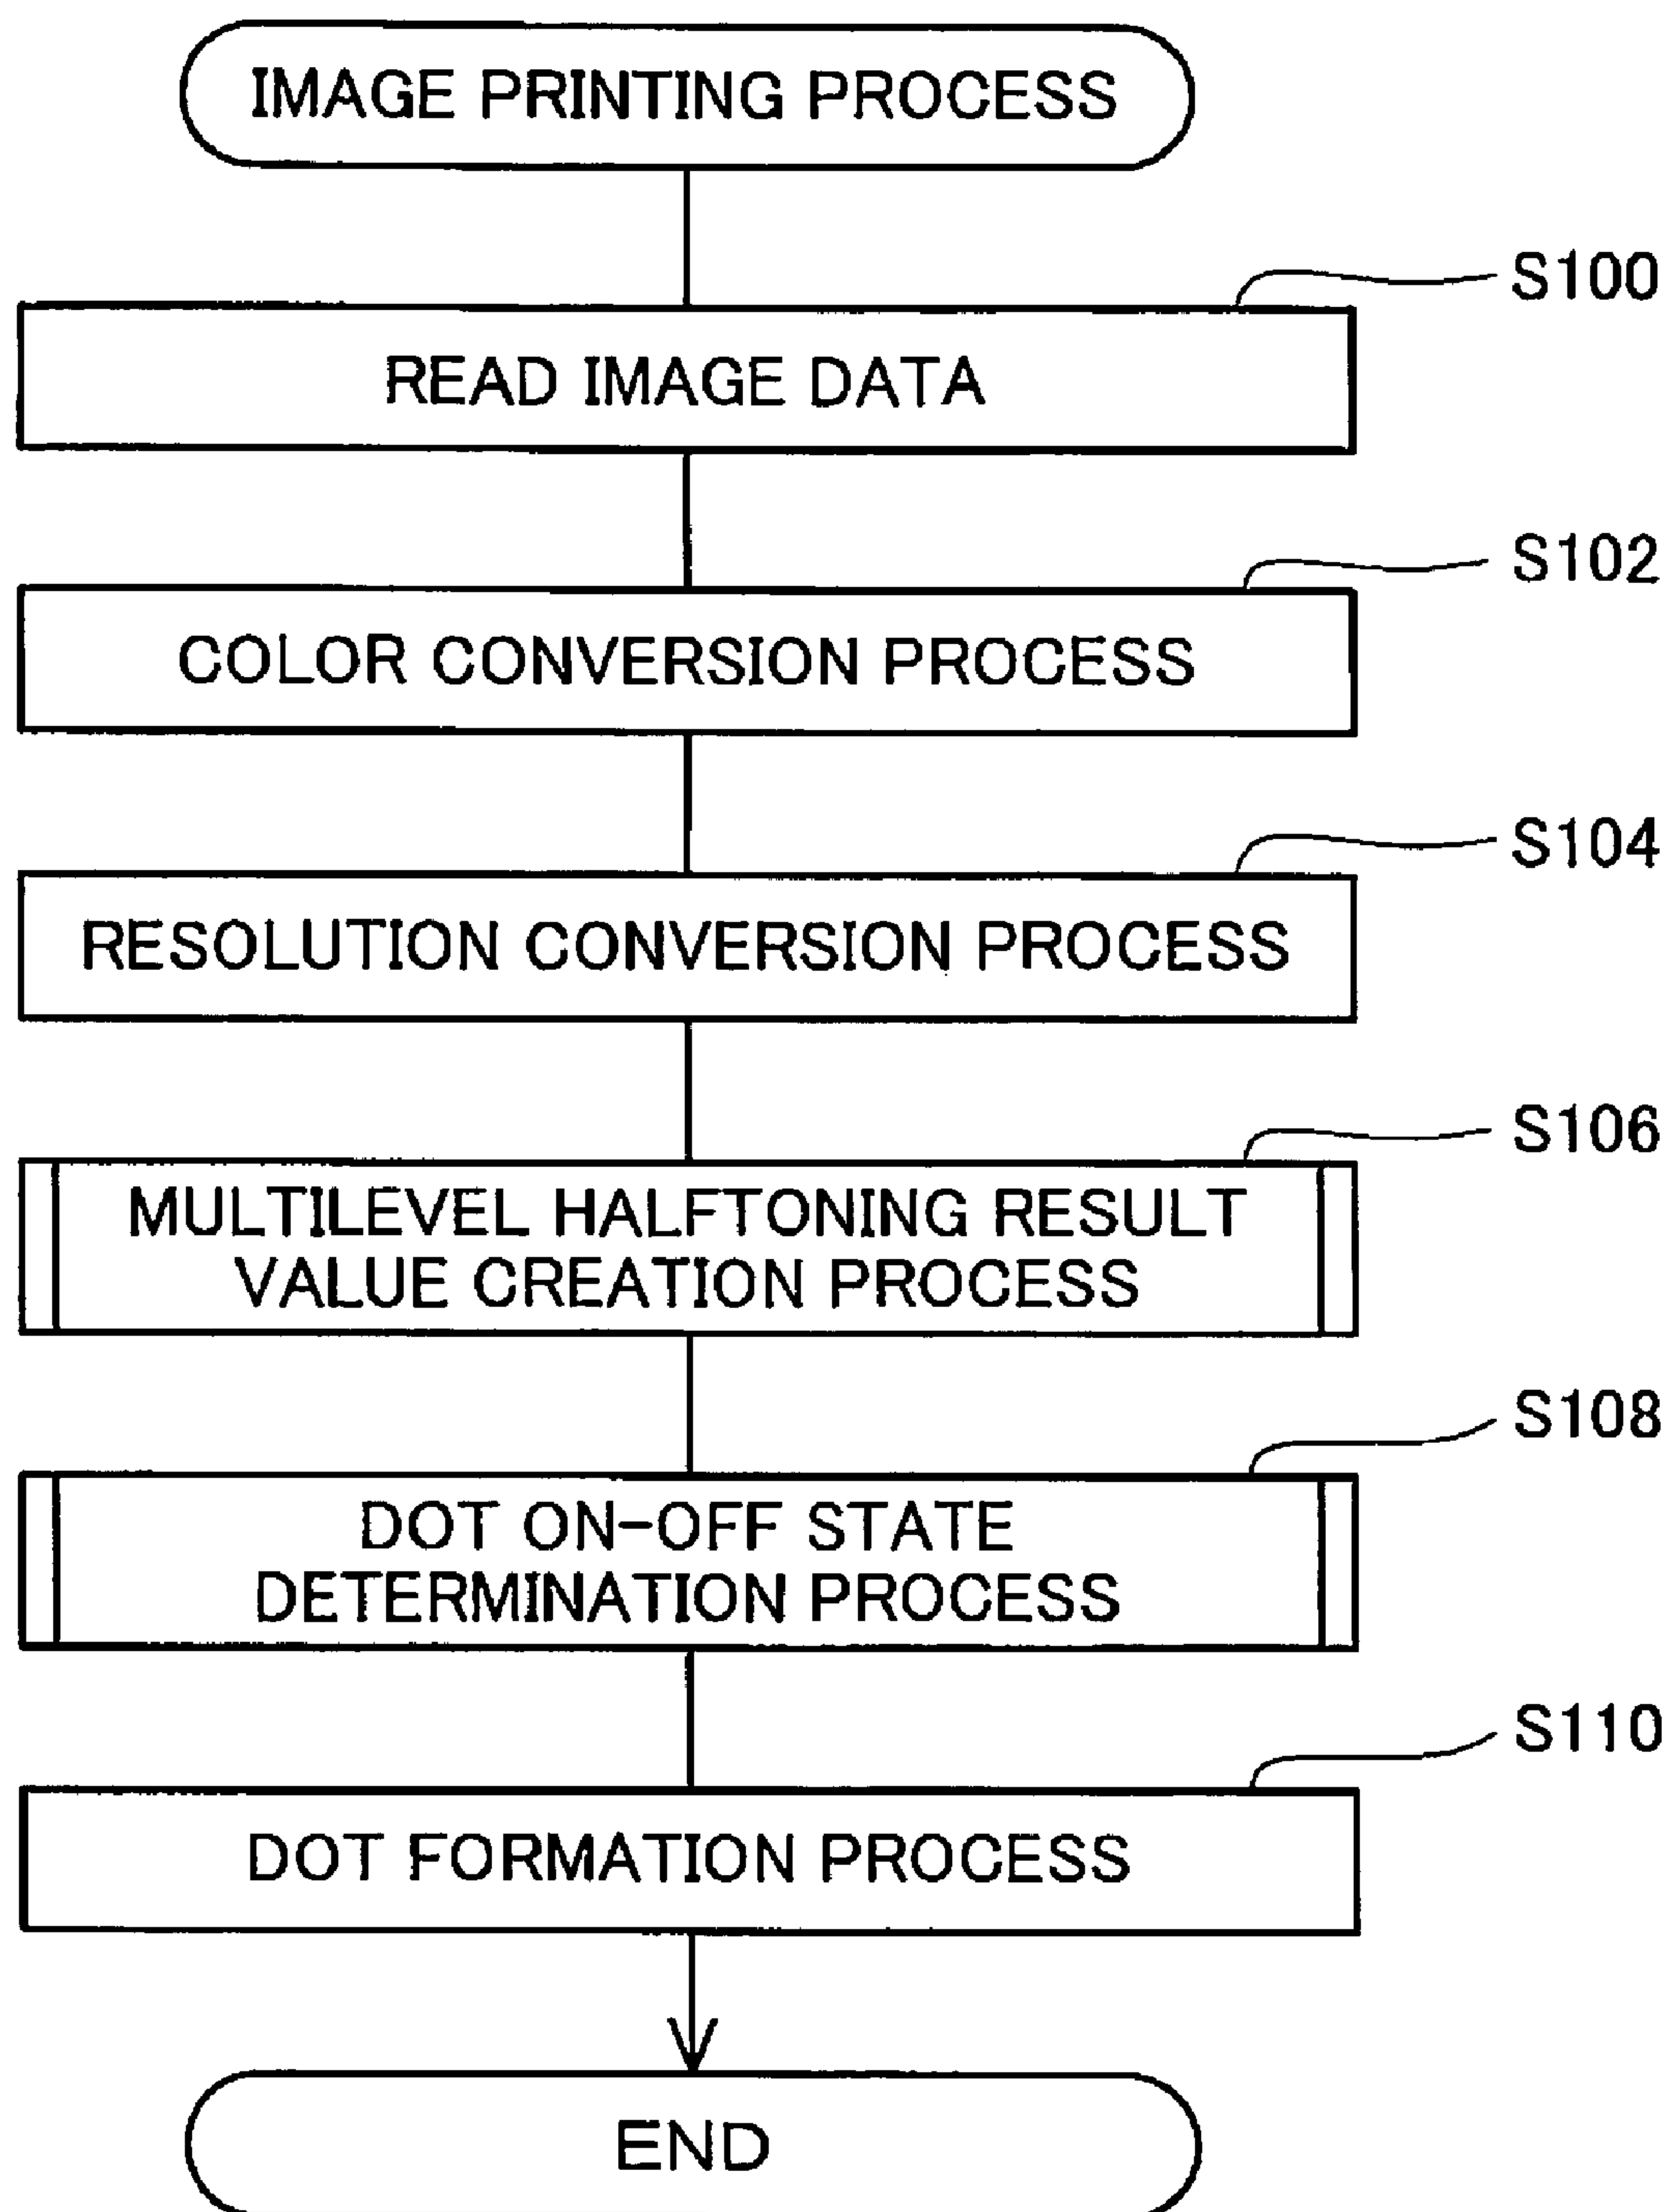 IMAGE PRINTING PROCESS
S100
READ IMAGE DATA
S102
COLOR CONVERSION PROCESS
S104
RESOLUTION CONVERSION PROCESS
S106
MULTILEVEL HALFTONING RESULT
VALUE CREATION PROCESS
S108
DOT ON-OFF STATE
DETERMINATION PROCESS
S110
DOT FORMATION PROCESS
END